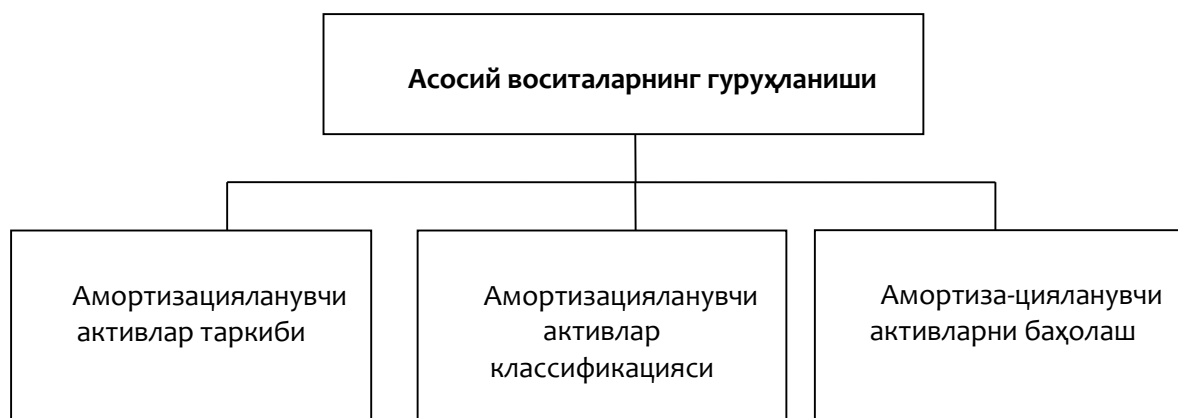 Асосий воситаларнинг гуруҳланиши
Амортизацияланувчи
активлар таркиби
Амортизацияланувчи
активлар
классификацияси
Амортиза-цияланувчи
активларни баҳолаш